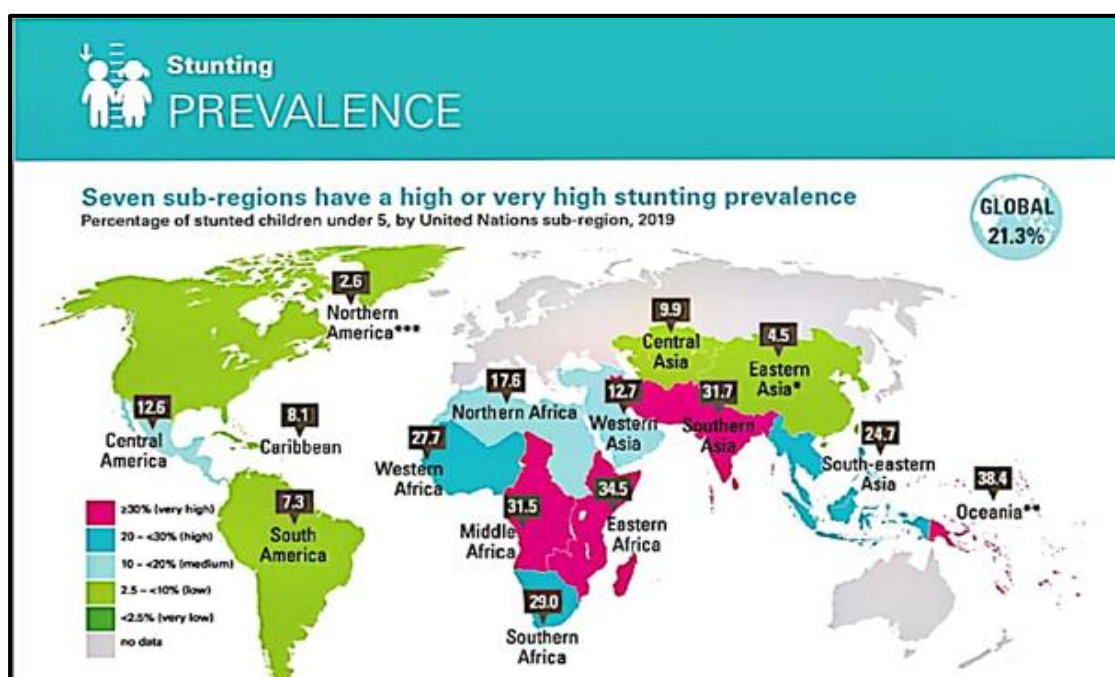 Stunting
PREVALENCE
Seven sub-regions have a high or very high stunting prevalence
Percentage of stunted children under 5, by United Nations sub-region, 2019
GLOBAL
21.3%
2.6
Northern
America***
9.9
Central
Asia
4.5
Eastern
Asia*
12.6
Central
America
8.1
Caribbean
17.6
Northern Africa
12.7
Western
Asia
31.7
Southern
Asia
27.7
Western
Africa
24.7
South-eastern
Asia
38.4
Oceania**
7.3
South
America
31.5
Middle
Africa
34.5
Eastern
Africa
29.0
Southern
Africa
≥30% (very high)
20 – <30% (high)
10 – <20% (medium)
2.5 – <10% (low)
<2.5% (very low)
no data